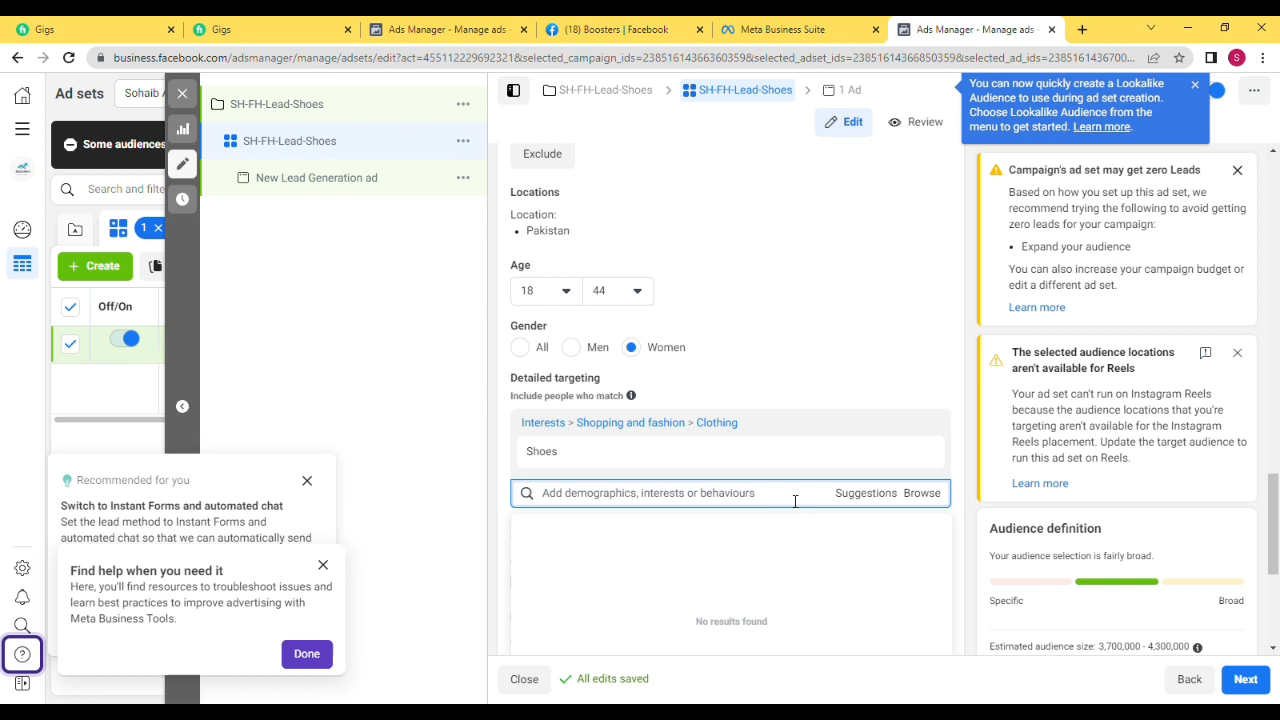 Gigs
Gigs
Ads Manager - Manage ads -
(18) Boosters | Facebook
Meta Business Suite
Ads Manager - Manage ads -
business.facebook.com/adsmanager/manage/adsets/edit?act=455112229692321&selected_campaign_ids=23851614366360359&selected_adset_ids=23851614366850359&selected_ad_ids=2385161436700...
S
Ad sets
Sohaib
Some audiences
Search and filte
1
+ Create
Off/On
SH-FH-Lead-Shoes
SH-FH-Lead-Shoes
New Lead Generation ad
SH-FH-Lead-Shoes
SH-FH-Lead-Shoes
1 Ad
Edit
Review
You can now quickly create a Lookalike
Audience to use during ad set creation.
Choose Lookalike Audience from the
menu to get started. Learn more.
Exclude
Locations
Location:
• Pakistan
Age
18
44
Gender
All
Men
Women
Detailed targeting
Include people who match
Interests > Shopping and fashion > Clothing
Shoes
Add demographics, interests or behaviours
Suggestions
Browse
No results found
Campaign's ad set may get zero Leads
Based on how you set up this ad set, we
recommend trying the following to avoid getting
zero leads for your campaign:
• Expand your audience
You can also increase your campaign budget or
edit a different ad set.
Learn more
The selected audience locations
aren't available for Reels
Your ad set can't run on Instagram Reels
because the audience locations that you're
targeting aren't available for the Instagram
Reels placement. Update the target audience to
run this ad set on Reels.
Learn more
Audience definition
Your audience selection is fairly broad.
Specific
Broad
Estimated audience size: 3,700,000 - 4,300,000
Recommended for you
Switch to Instant Forms and automated chat
Set the lead method to Instant Forms and
automated chat so that we can automatically send
Find help when you need it
Here, you'll find resources to troubleshoot issues and
learn best practices to improve advertising with
Meta Business Tools.
Done
Close
All edits saved
Back
Next